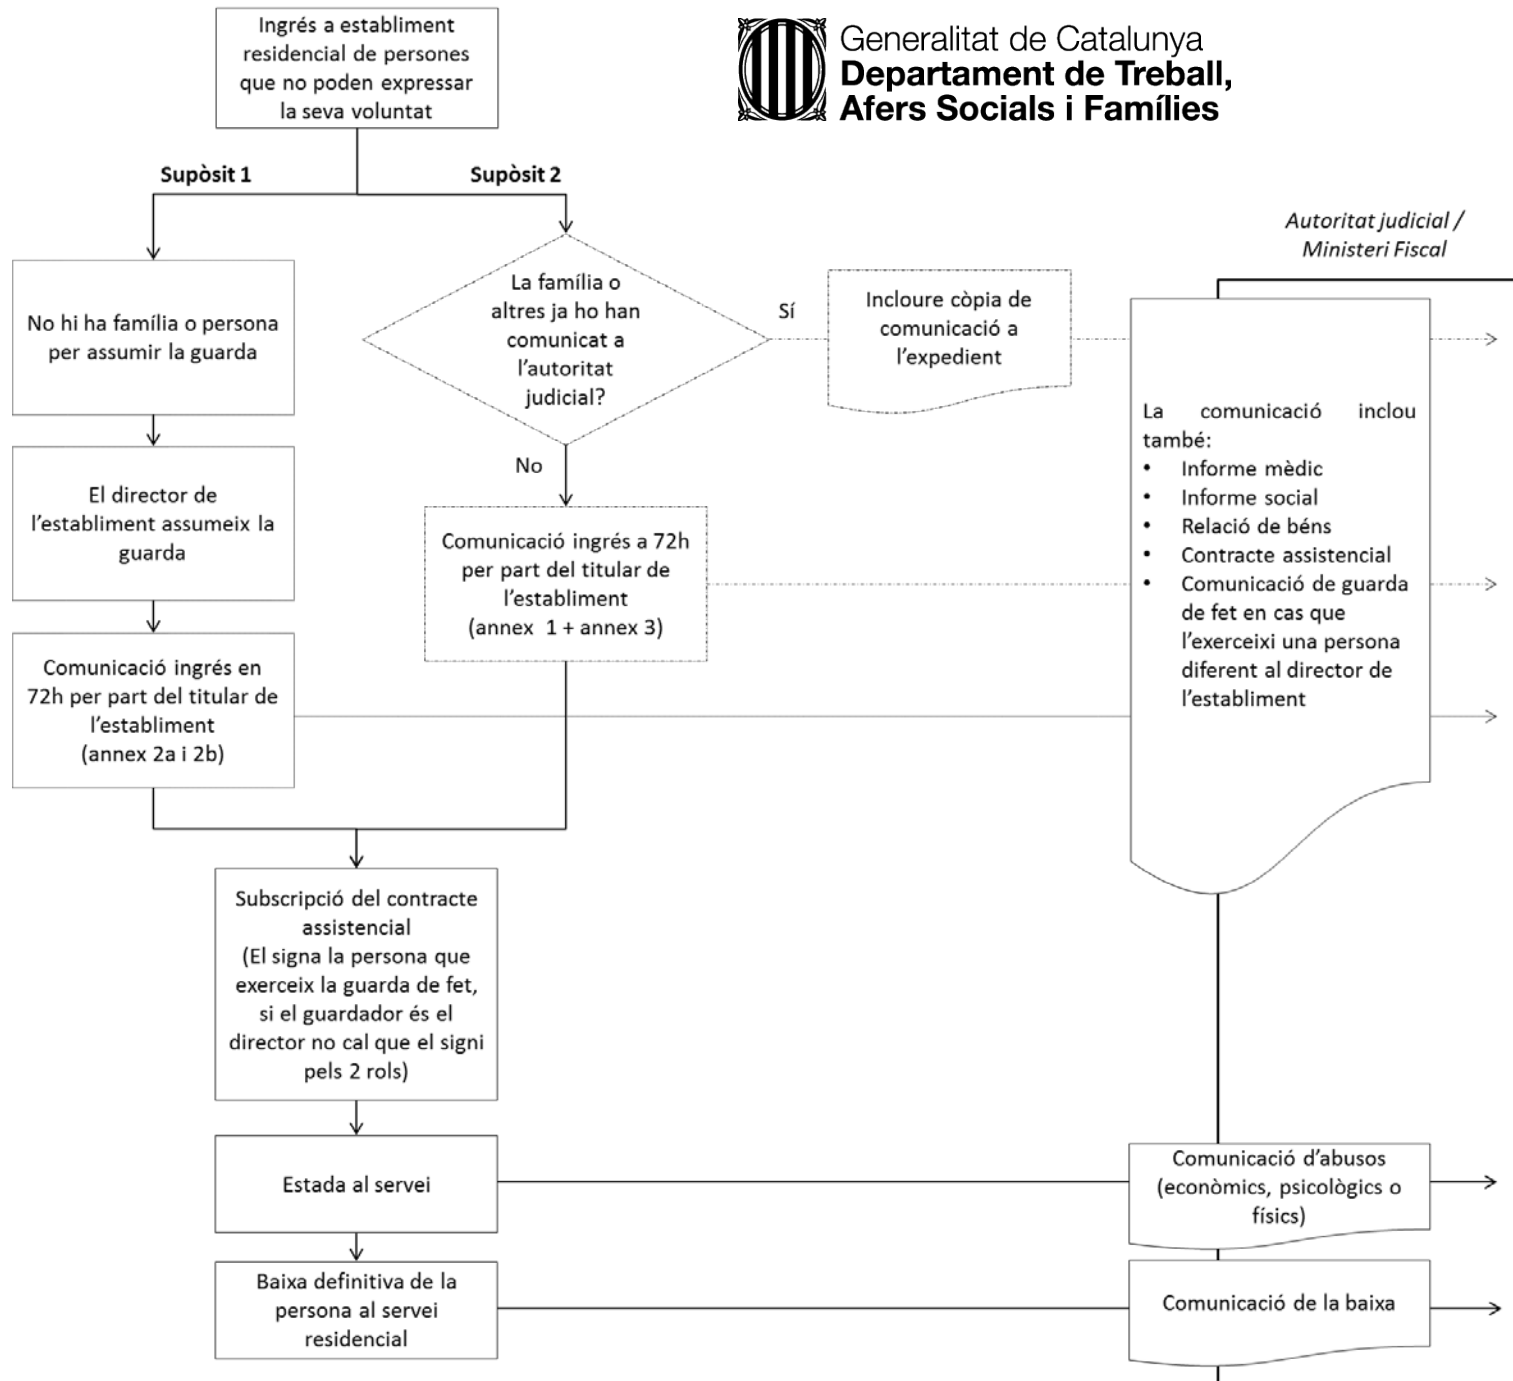 Ingrés a establiment
residencial de persones
que no poden expressar
la seva voluntat
Generalitat de Catalunya
Departament de Treball,
Afers Socials i Famílies
Supòsit 1
Supòsit 2
Autoritat judicial /
Ministeri Fiscal
No hi ha família o persona
per assumir la guarda
La família o
altres ja ho han
comunicat a
l’autoritat
judicial?
Sí
Incloure còpia de
comunicació a
l’expedient
No
El director de
l’establiment assumeix la
guarda
Comunicació ingrés a 72h
per part del titular de
l’establiment
(annex 1 + annex 3)
Comunicació ingrés en
72h per part del titular de
l’establiment
(annex 2a i 2b)
La comunicació inclou
també:
• Informe mèdic
• Informe social
• Relació de béns
• Contracte assistencial
• Comunicació de guarda
de fet en cas que
l’exerceixi una persona
diferent al director de
l’establiment
Subscripció del contracte
assistencial
(El signa la persona que
exerceix la guarda de fet,
si el guardador és el
director no cal que el signi
pels 2 rols)
Estada al servei
Comunicació d’abusos
(econòmics, psicològics o
físics)
Baixa definitiva de la
persona al servei
residencial
Comunicació de la baixa